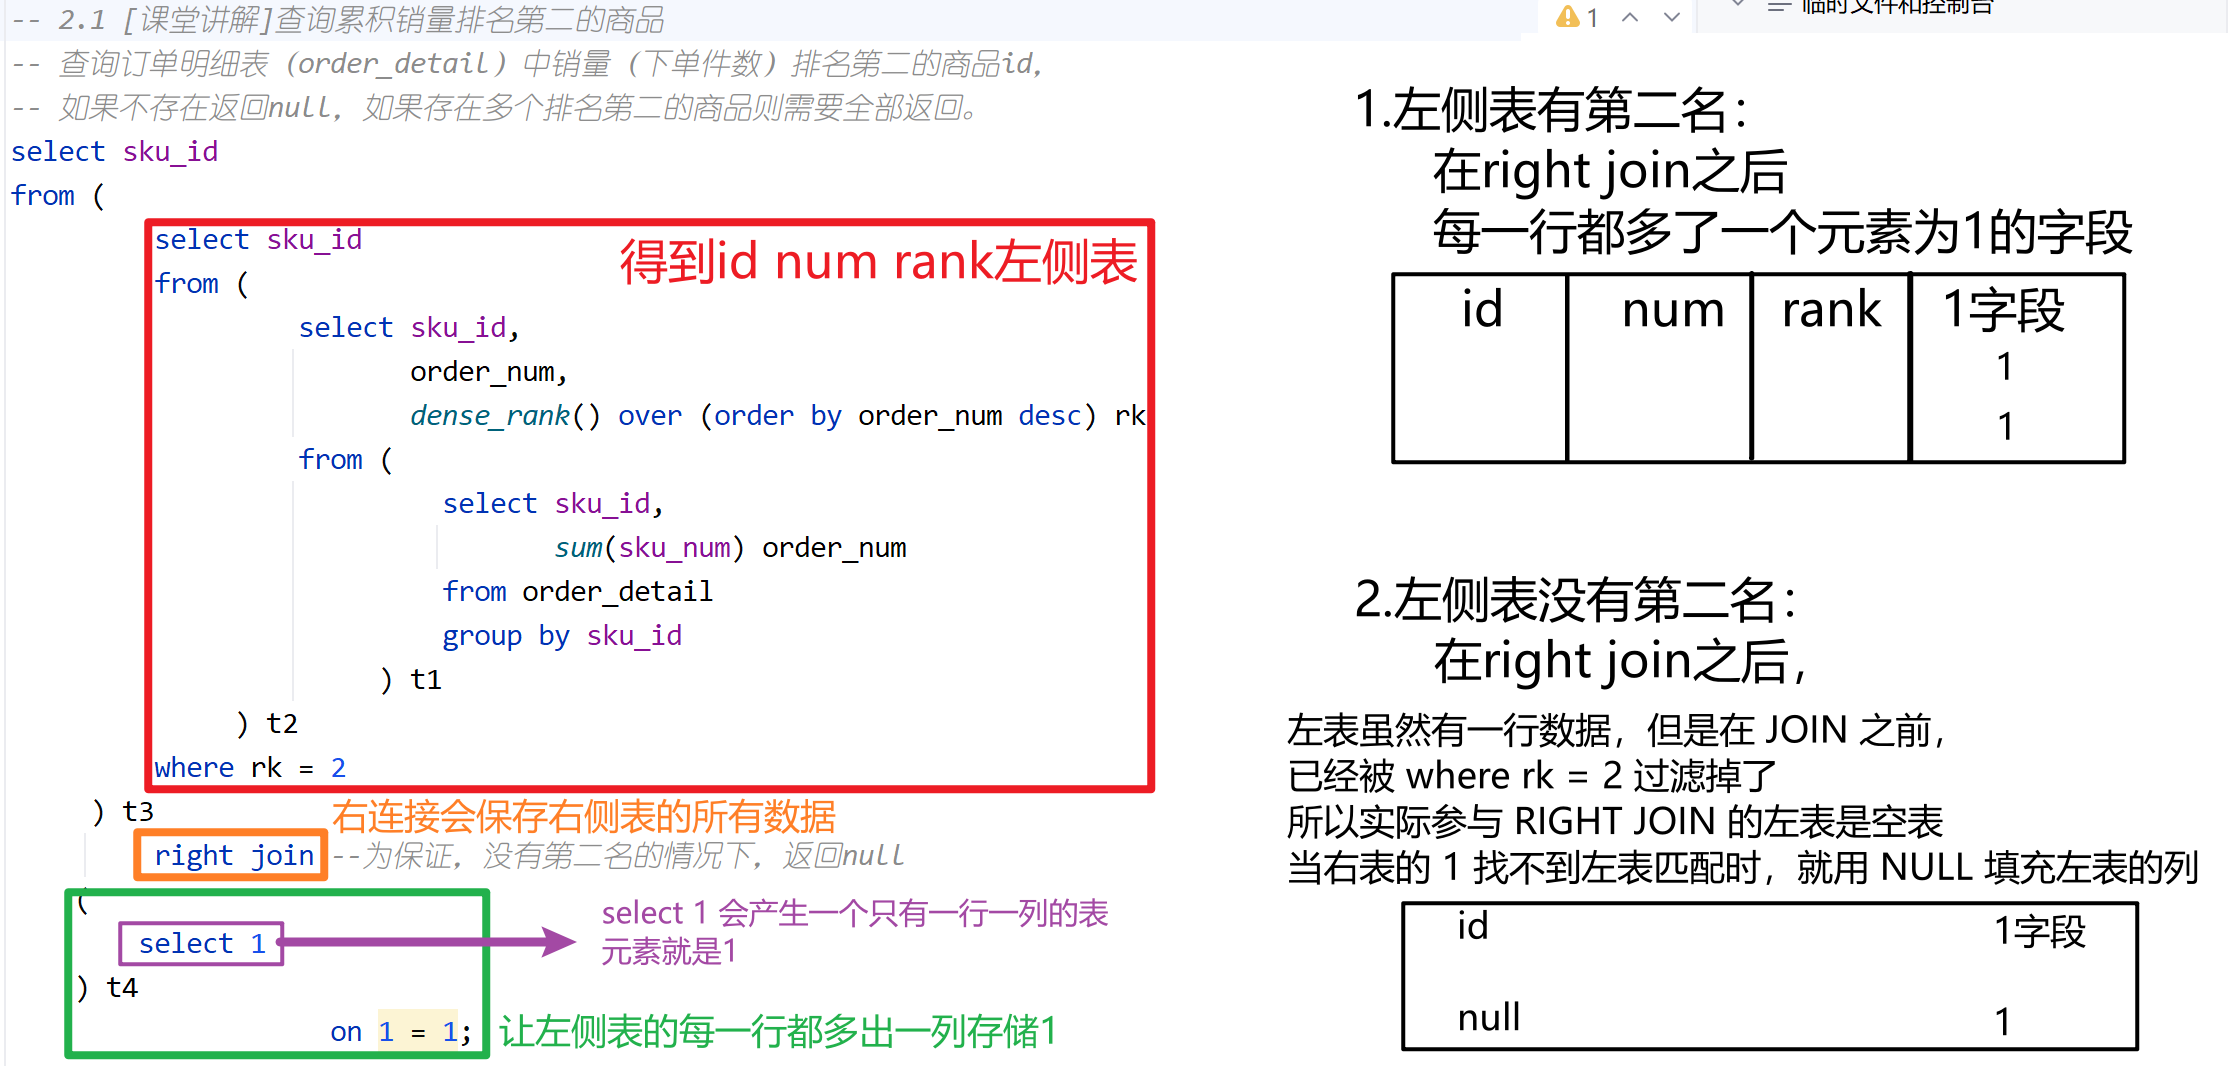 -- 2.1 [课堂讲解]查询累积销量排名第二的商品
-- 查询订单明细表（order_detail）中销量（下单件数）排名第二的商品id，
-- 如果不存在返回null，如果存在多个排名第二的商品则需要全部返回。
select sku_id
from (
select sku_id
得到id num rank左侧表
from (
select sku_id,
order_num,
dense_rank() over (order by order_num desc) rk
from (
select sku_id,
sum(sku_num) order_num
from order_detail
group by sku_id
) t1
) t2
where rk = 2
) t3
右连接会保存右侧表的所有数据
right join --为保证，没有第二名的情况下，返回null
(
select 1
select 1 会产生一个只有一行一列的表
元素就是1
) t4
on 1 = 1;
让左侧表的每一行都多出一列存储1
1
临时文件和控制台
1.左侧表有第二名：
在right join之后
每一行都多了一个元素为1的字段
id num rank 1字段
1
1
2.左侧表没有第二名：
在right join之后，
左表虽然有一行数据，但是在 JOIN 之前，
已经被 where rk = 2 过滤掉了
所以实际参与 RIGHT JOIN 的左表是空表
当右表的 1 找不到左表匹配时，就用 NULL 填充左表的列
id 1字段
null 1